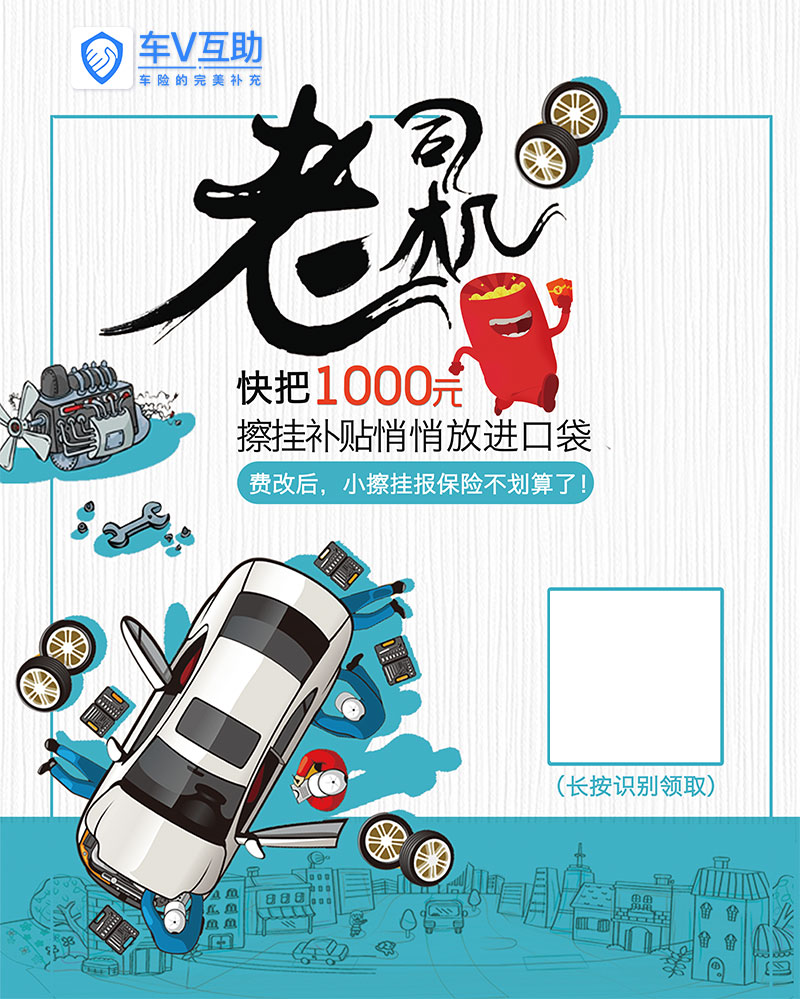 车V互助
车险的完美补充
老司机
快把1000元
擦挂补贴悄悄放进口袋
费改后，小擦挂报保险不划算了！
（长按识别领取）